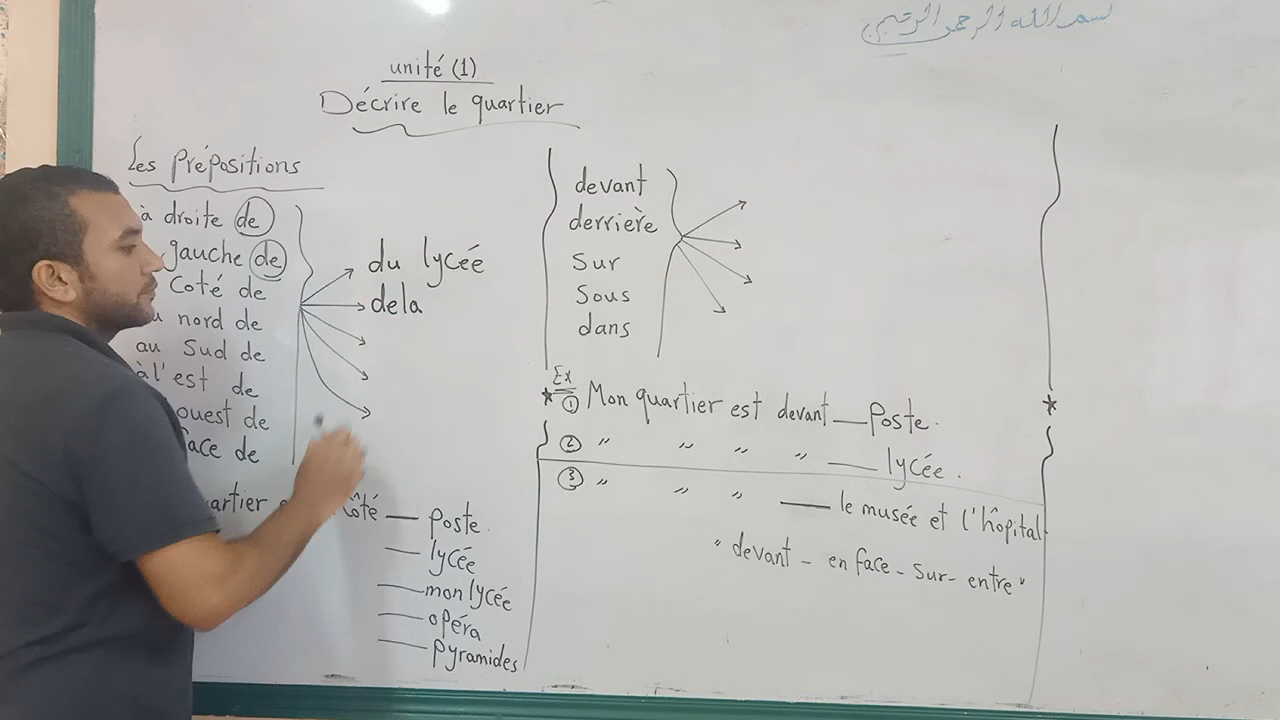 بسم الله الرحمن الرحيم
unité (1)
Décrire le quartier
Les Prépositions
à droite de
gauche de
Coté de
nord de
au Sud de
à l'est de
ouest de
face de
du lycée
dela
artier côté — poste.
— lycée
— mon lycée
— opéra
— pyramides
devant
derrière
Sur
Sous
dans
Ex
① Mon quartier est devant — Poste.
② " " " " — lycée.
③ " " " — le musée et l'hôpital
" devant - en face - Sur - entre "